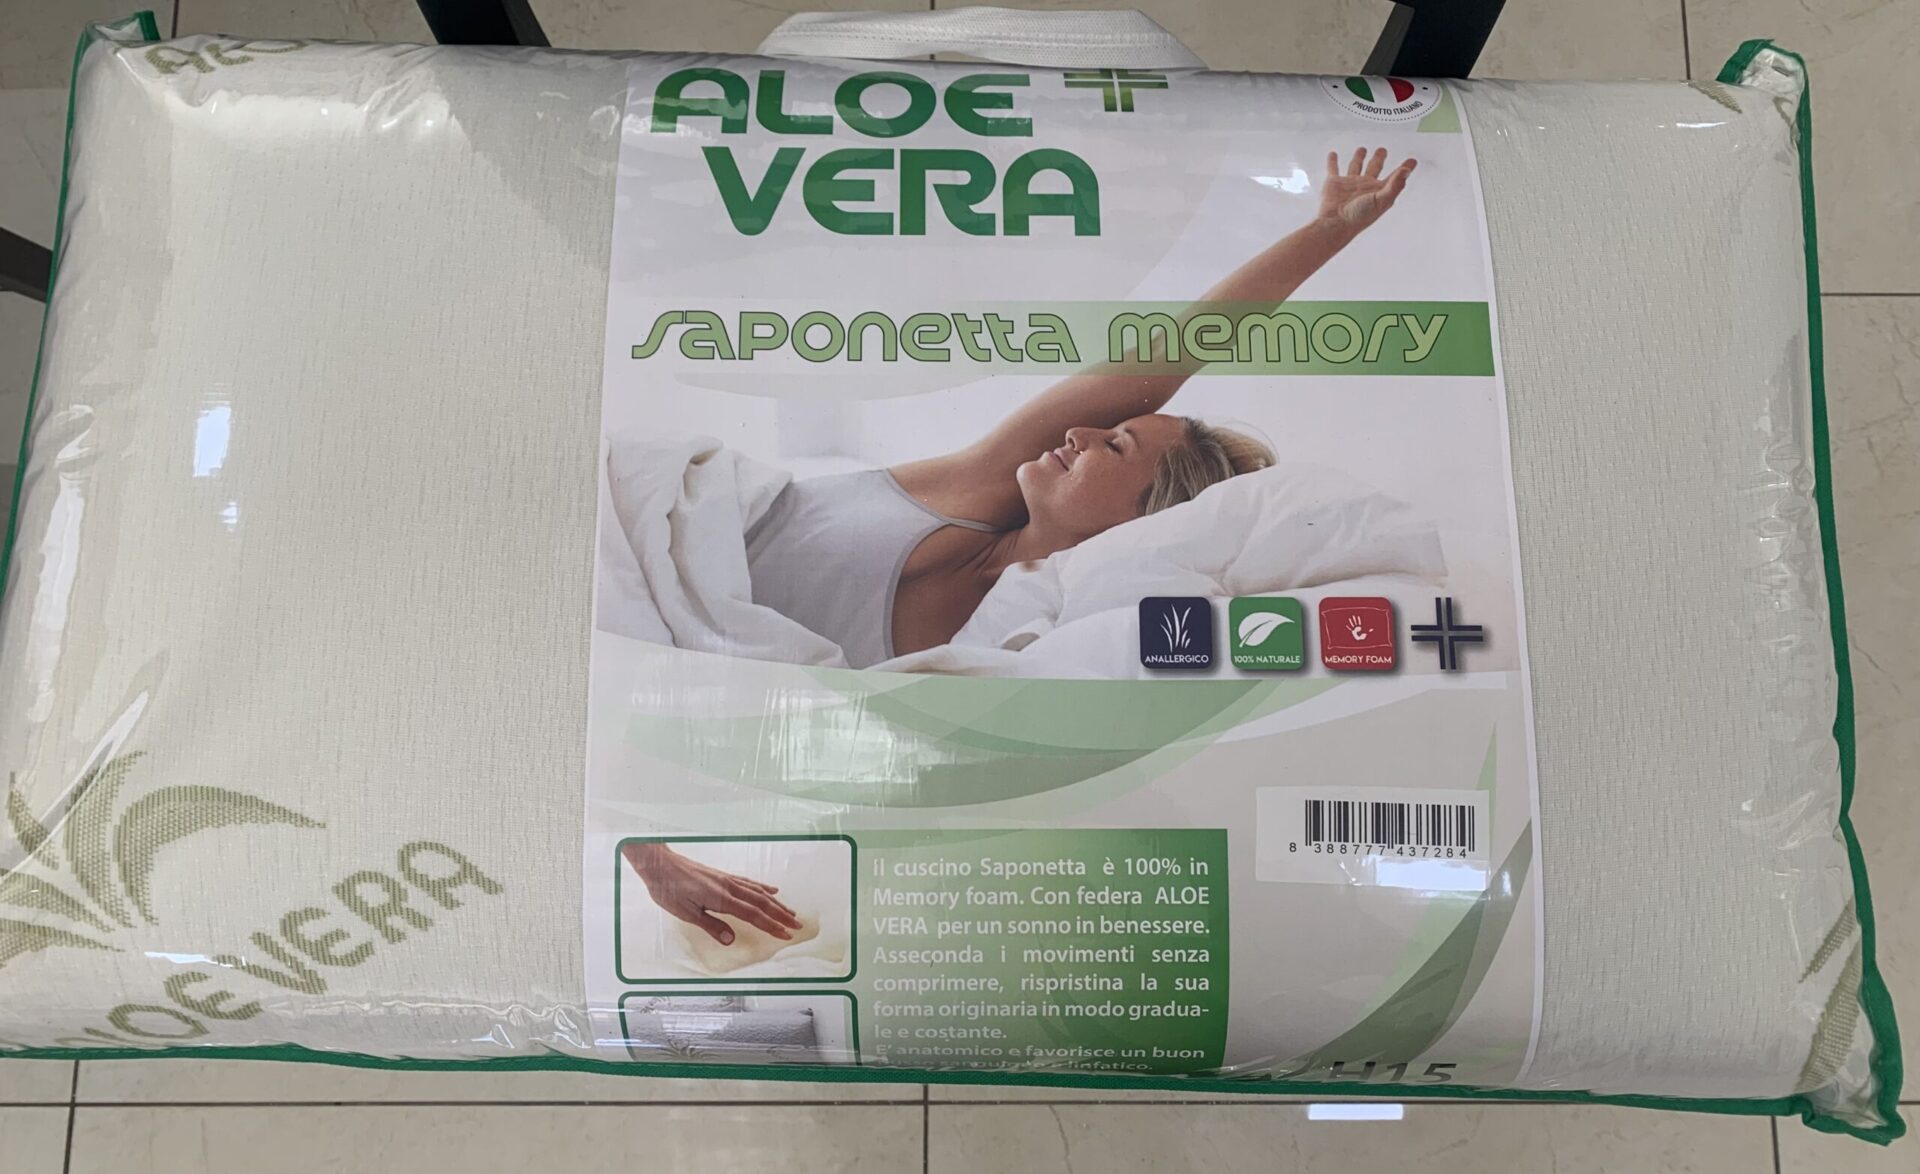 ALOE
VERA
PRODOTTO ITALIANO
saponetta memory
ANALLERGICO
100% NATURALE
MEMORY FOAM
8 388777 437284
Il cuscino Saponetta è 100% in
Memory foam. Con federa ALOE
VERA per un sonno in benessere.
Asseconda i movimenti senza
comprimere, rispristina la sua
forma originaria in modo gradua-
le e costante.
E' anatomico e favorisce un buon
linfatico.
H15
ALOEVERA